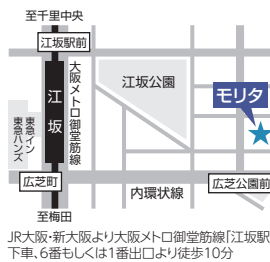 至千里中央
江坂駅前
大阪メトロ御堂筋線
江坂
江坂公園
モリタ
東急イン
東急ハンズ
広芝町
内環状線
広芝公園前
至梅田
JR大阪・新大阪より大阪メトロ御堂筋線「江坂駅
下車、6番もしくは1番出口より徒歩10分